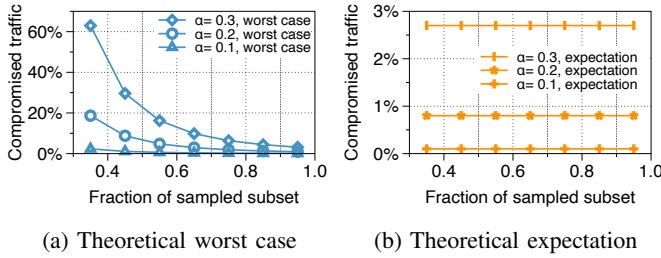 Compromised traffic
60%
40%
20%
0%
α= 0.3, worst case
α= 0.2, worst case
α= 0.1, worst case
0.4
0.6
0.8
1.0
Fraction of sampled subset
(a) Theoretical worst case
Compromised traffic
3%
2%
1%
0%
α= 0.3, expectation
α= 0.2, expectation
α= 0.1, expectation
0.4
0.6
0.8
1.0
Fraction of sampled subset
(b) Theoretical expectation